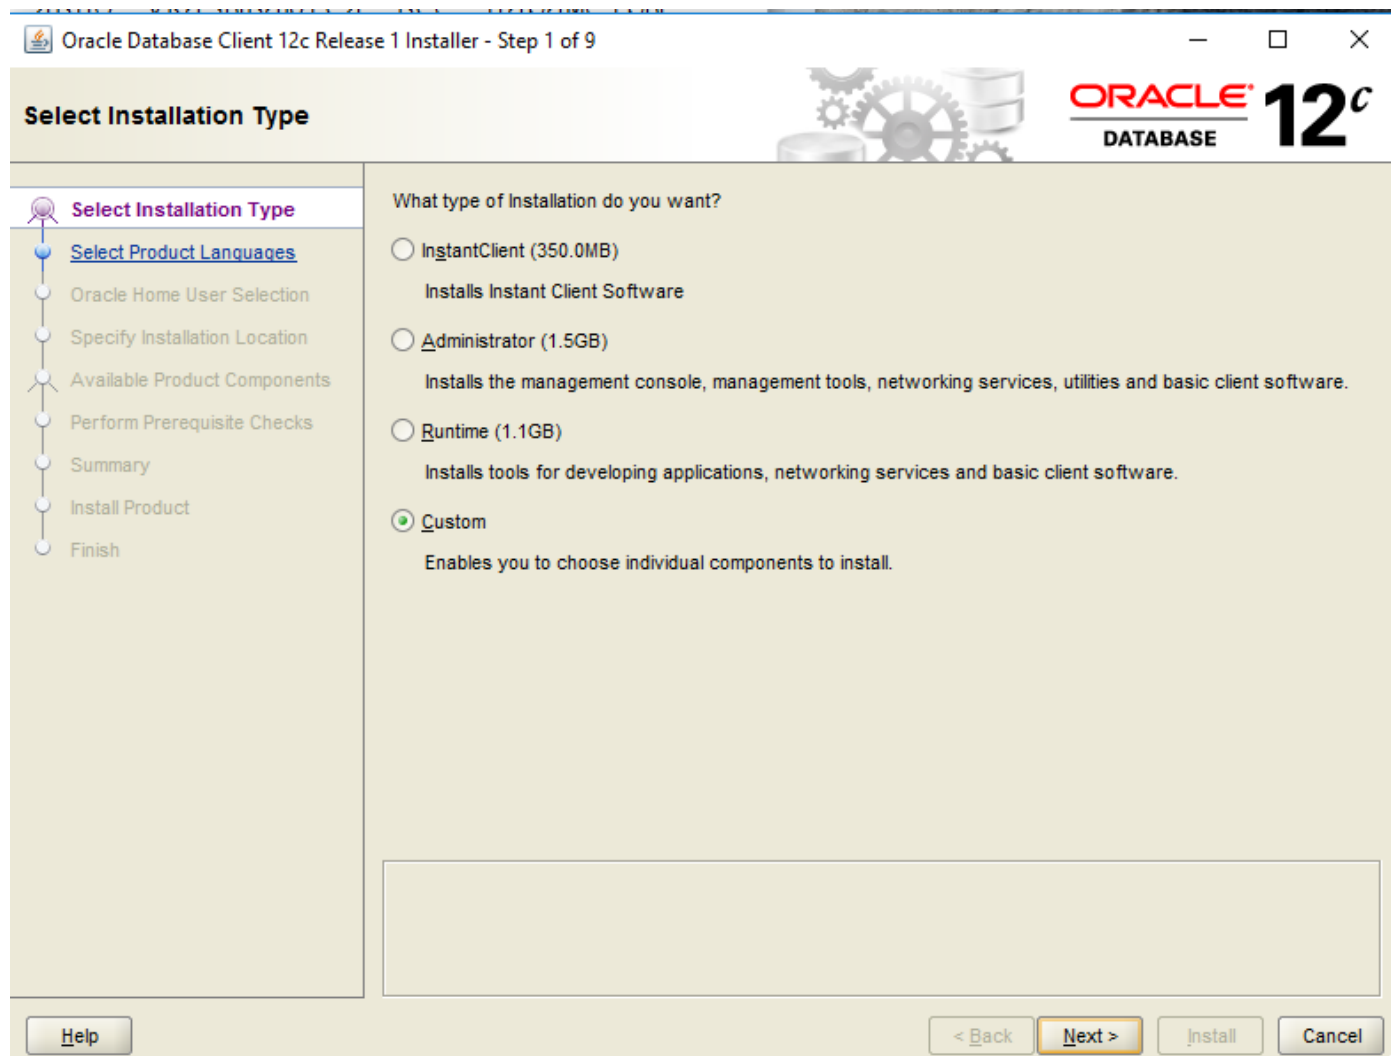 Oracle Database Client 12c Release 1 Installer - Step 1 of 9
Select Installation Type
ORACLE DATABASE 12c
Select Installation Type
Select Product Languages
Oracle Home User Selection
Specify Installation Location
Available Product Components
Perform Prerequisite Checks
Summary
Install Product
Finish
What type of Installation do you want?
InstantClient (350.0MB)
Installs Instant Client Software
Administrator (1.5GB)
Installs the management console, management tools, networking services, utilities and basic client software.
Runtime (1.1GB)
Installs tools for developing applications, networking services and basic client software.
Custom
Enables you to choose individual components to install.
Help
< Back
Next >
Install
Cancel